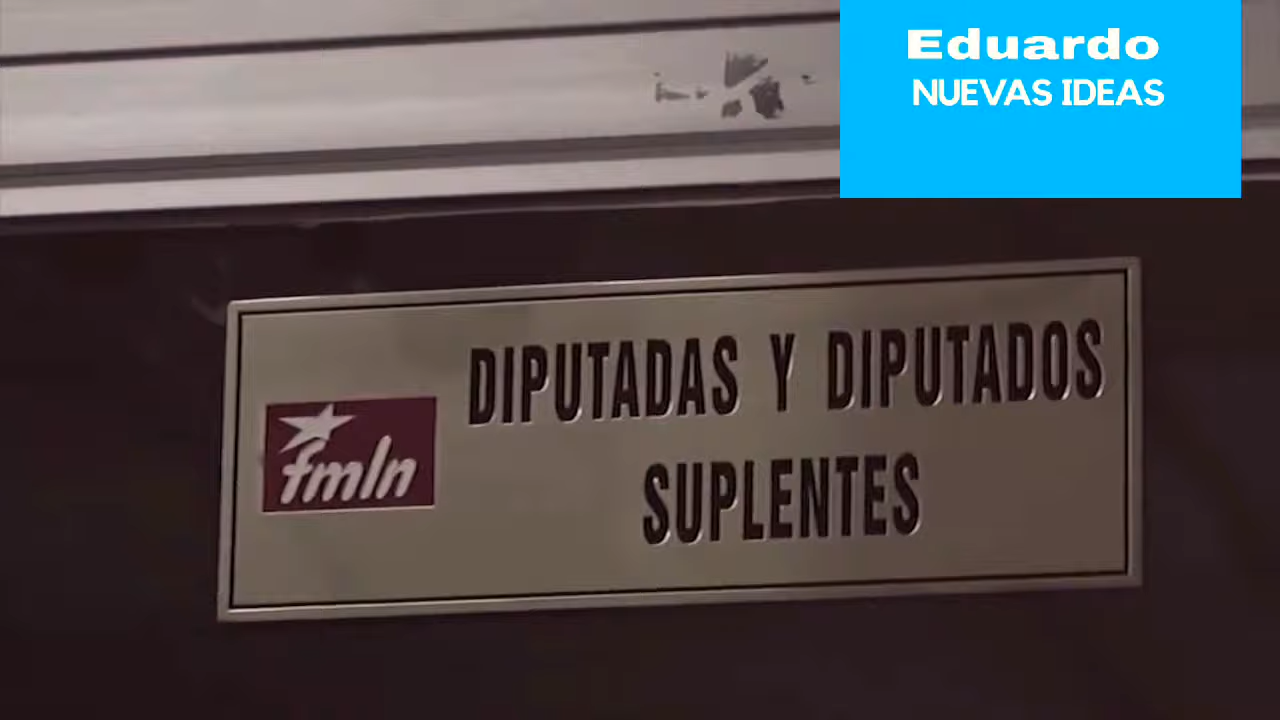 Eduardo
NUEVAS IDEAS
DIPUTADAS Y DIPUTADOS
SUPLENTES
fmln